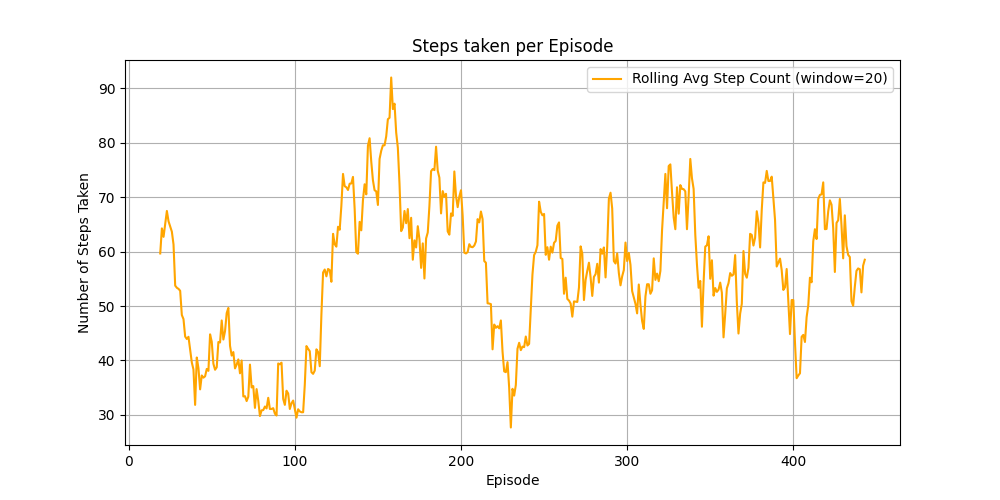 Steps taken per Episode
Rolling Avg Step Count (window=20)
Number of Steps Taken
90
80
70
60
50
40
30
0 100 200 300 400
Episode